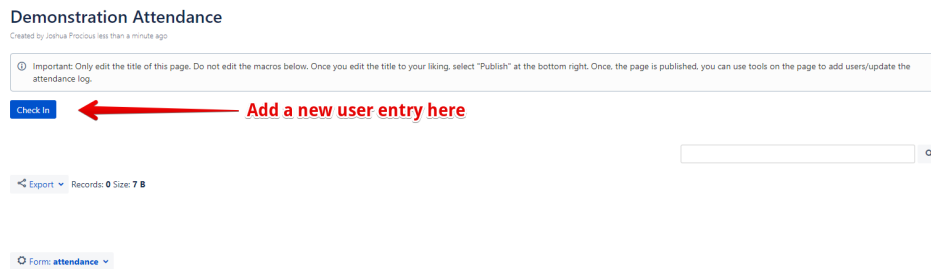 Demonstration Attendance
Created by Joshua Procious less than a minute ago
Important: Only edit the title of this page. Do not edit the macros below. Once you edit the title to your liking, select "Publish" at the bottom right. Once, the page is published, you can use tools on the page to add users/update the
attendance log.
Check In
Add a new user entry here
Export Records: 0 Size: 7 B
Form: attendance